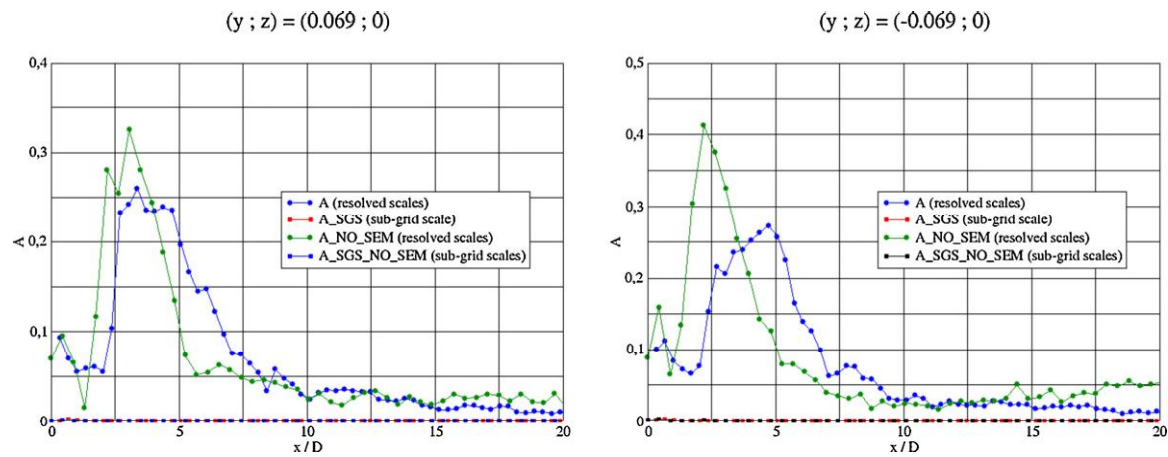 (y ; z) = (0.069 ; 0)
0,4
0,3
0,2
0,1
0
A
A (resolved scales)
A_SGS (sub-grid scale)
A_NO_SEM (resolved scales)
A_SGS_NO_SEM (sub-grid scales)
0 5 10 15 20
x / D
(y ; z) = (-0.069 ; 0)
0,5
0,4
0,3
0,2
0,1
0
A
A (resolved scales)
A_SGS (sub-grid scale)
A_NO_SEM (resolved scales)
A_SGS_NO_SEM (sub-grid scales)
0 5 10 15 20
x / D